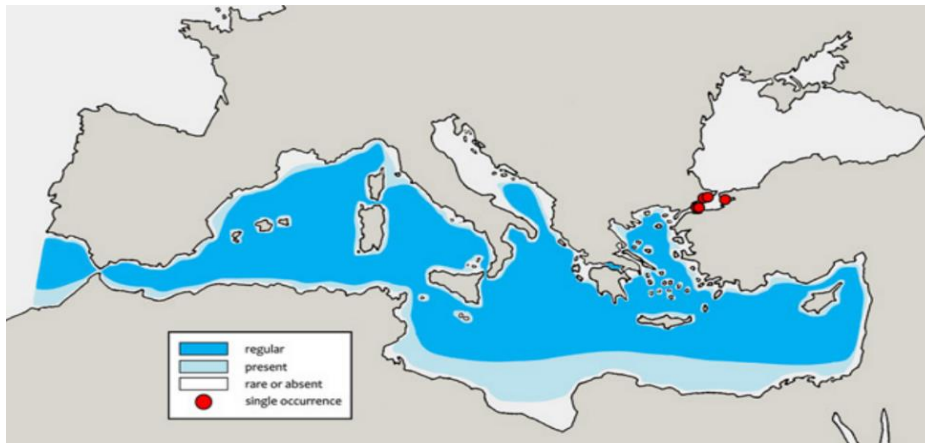 regular
present
rare or absent
single occurrence